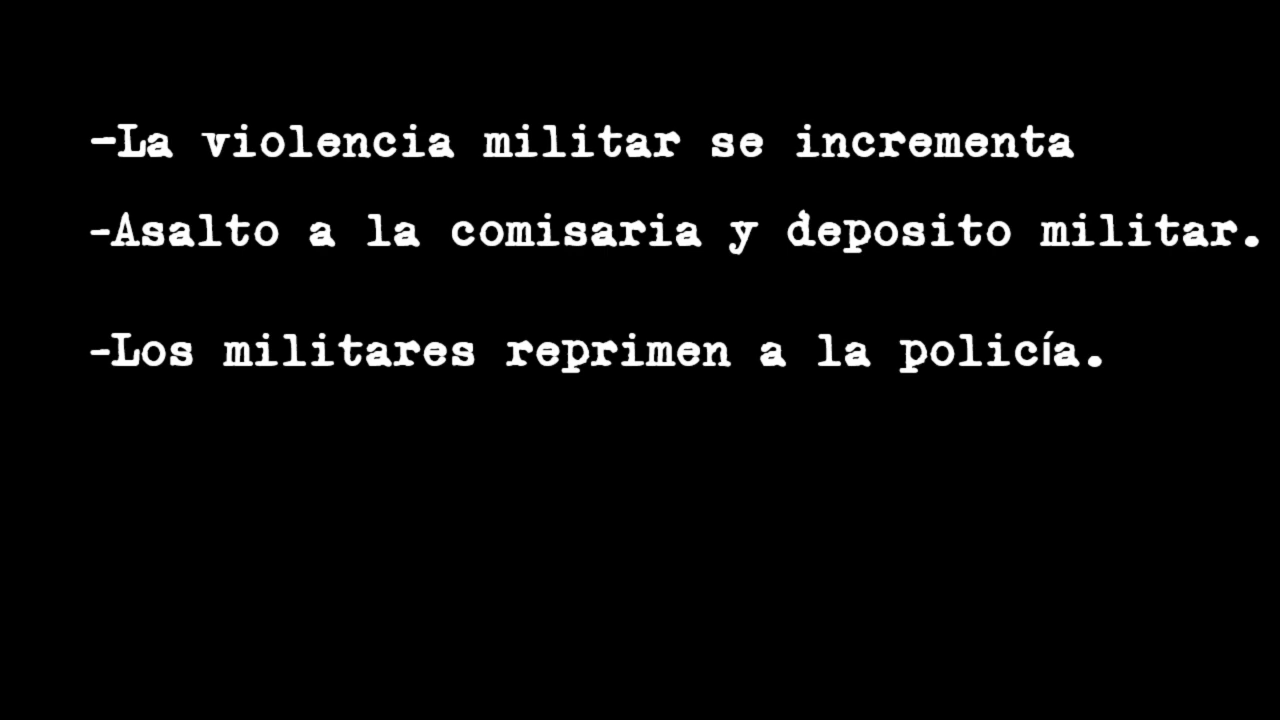 -La violencia militar se incrementa
-Asalto a la comisaria y deposito militar.
-Los militares reprimen a la policía.